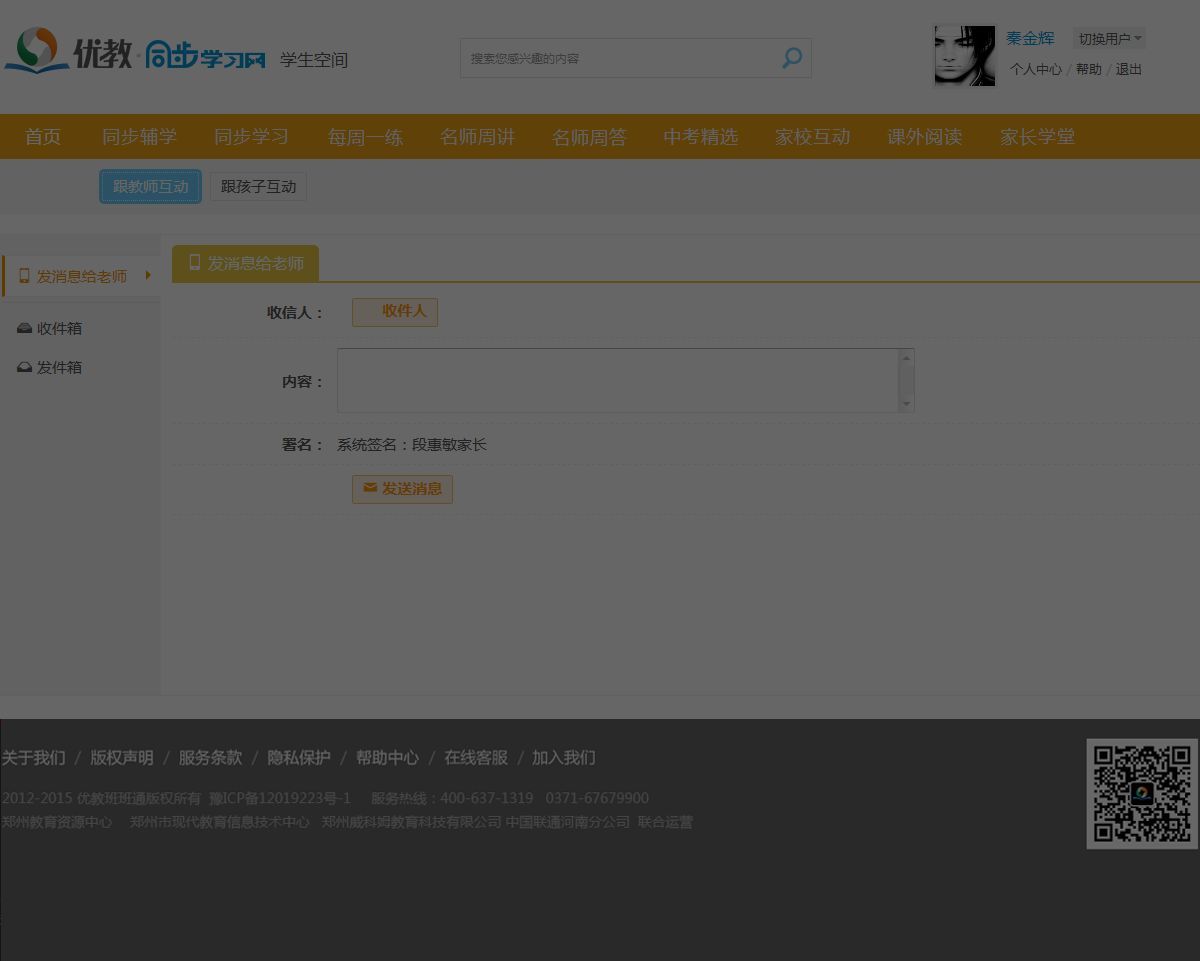 优教·同步学习网 学生空间
搜索您感兴趣的内容
秦金辉 切换用户
个人中心 / 帮助 / 退出
首页 同步辅学 同步学习 每周一练 名师周讲 名师周答 中考精选 家校互动 课外阅读 家长学堂
跟教师互动 跟孩子互动
发消息给老师
收件箱
发件箱
发消息给老师
收信人： 收件人
内容：
署名： 系统签名：段惠敏家长
发送消息
关于我们 / 版权声明 / 服务条款 / 隐私保护 / 帮助中心 / 在线客服 / 加入我们
2012-2015 优教班班通版权所有 豫ICP备12019223号-1 服务热线：400-637-1319 0371-67679900
郑州教育资源中心 郑州市现代教育信息技术中心 郑州威科姆教育科技有限公司 中国联通河南分公司 联合运营